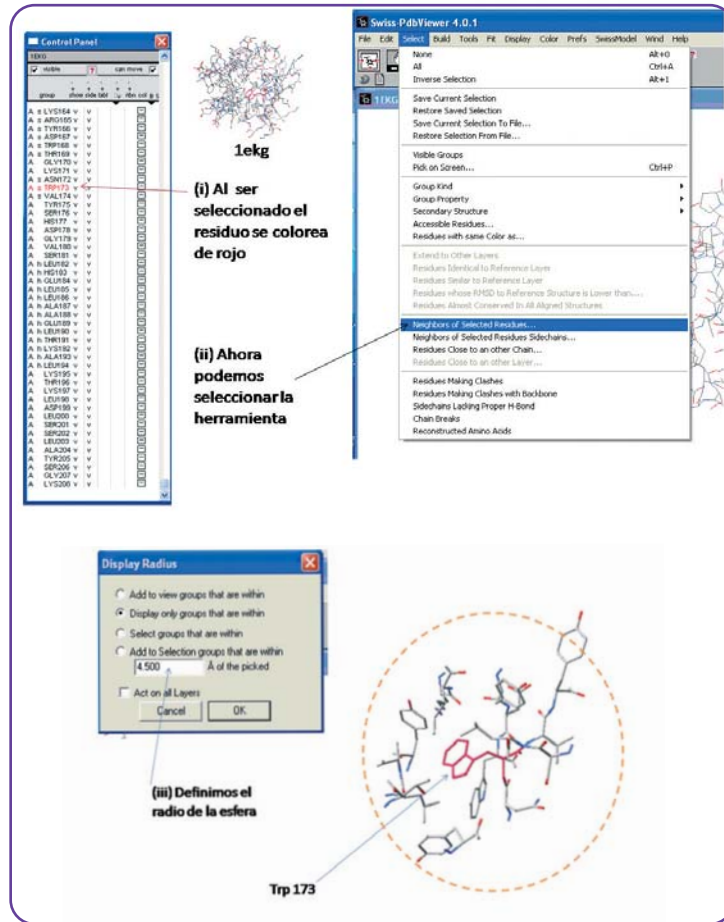 Control Panel
1EKG
visible ? can move
group show side labl ribn col
A s LYS164 v v
A s ARG165 v v
A s TYR166 v v
A s ASP167 v v
A s TRP168 v v
A s THR169 v v
A GLY170 v v
A LYS171 v v
A s ASN172 v v
A s TRP173 v v
A s VAL174 v v
A TYR175 v v
A SER176 v v
A HIS177 v v
A ASP178 v v
A GLY179 v v
A VAL180 v v
A SER181 v v
A h LEU182 v v
A h HIS183 v v
A h GLU184 v v
A h LEU185 v v
A h LEU186 v v
A h ALA187 v v
A h ALA188 v v
A h GLU189 v v
A h LEU190 v v
A h THR191 v v
A h LYS192 v v
A h ALA193 v v
A h LEU194 v v
A LYS195 v v
A THR196 v v
A LYS197 v v
A LEU198 v v
A ASP199 v v
A LEU200 v v
A SER201 v v
A SER202 v v
A LEU203 v v
A ALA204 v v
A TYR205 v v
A SER206 v v
A GLY207 v v
A LYS208 v v
1ekg
(i) Al ser
seleccionado el
residuo se colorea
de rojo
(ii) Ahora
podemos
seleccionar la
herramienta
Swiss-PdbViewer 4.0.1
File Edit Select Build Tools Fit Display Color Prefs SwissModel Wind Help
None Alt+0
All Ctrl+A
Inverse Selection Alt+1
Save Current Selection
Restore Saved Selection
Save Current Selection To File...
Restore Selection From File...
Visible Groups
Pick on Screen... Ctrl+P
Group Kind
Group Property
Secondary Structure
Accessible Residues...
Residues with same Color as...
Extend to Other Layers
Residues Identical to Reference Layer
Residues Similar to Reference Layer
Residues whose RMSD to Reference Structure is Lower than....
Residues Almost Conserved In All Aligned Structures
Neighbors of Selected Residues...
Neighbors of Selected Residues Sidechains...
Residues Close to an other Chain...
Residues Close to an other Layer...
Residues Making Clashes
Residues Making Clashes with Backbone
Sidechains Lacking Proper H-Bond
Chain Breaks
Reconstructed Amino Acids
1EKG
Display Radius
Add to view groups that are within
Display only groups that are within
Select groups that are within
Add to Selection groups that are within
4.500 Å of the picked
Act on all Layers
Cancel OK
(iii) Definimos el
radio de la esfera
Trp 173